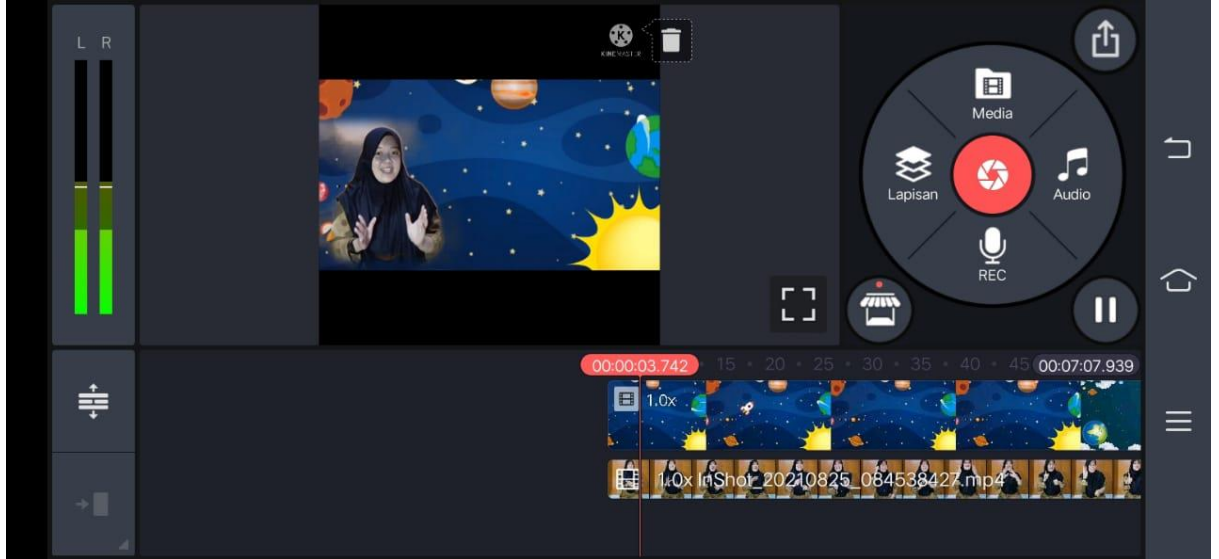 L R
KINEMASTER
Media
Lapisan
Audio
REC
00:00:03.742
15 • 20 • 25 • 30 • 35 • 40 • 45
00:07:07.939
1.0x
1.0x InShot_20210825_084538427.mp4